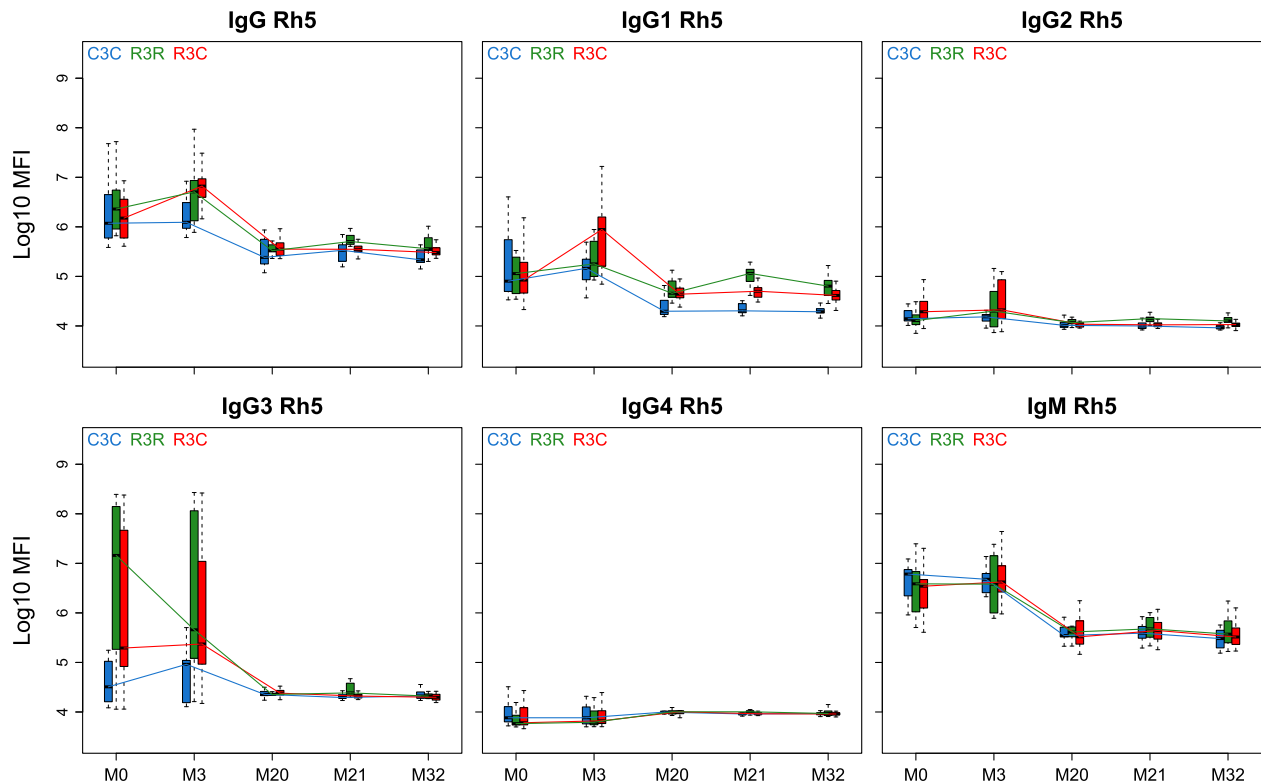 IgG Rh5 IgG1 Rh5 IgG2 Rh5
C3C R3R R3C C3C R3R R3C C3C R3R R3C
Log10 MFI
9
8
7
6
5
4
IgG3 Rh5 IgG4 Rh5 IgM Rh5
C3C R3R R3C C3C R3R R3C C3C R3R R3C
Log10 MFI
9
8
7
6
5
4
M0 M3 M20 M21 M32 M0 M3 M20 M21 M32 M0 M3 M20 M21 M32